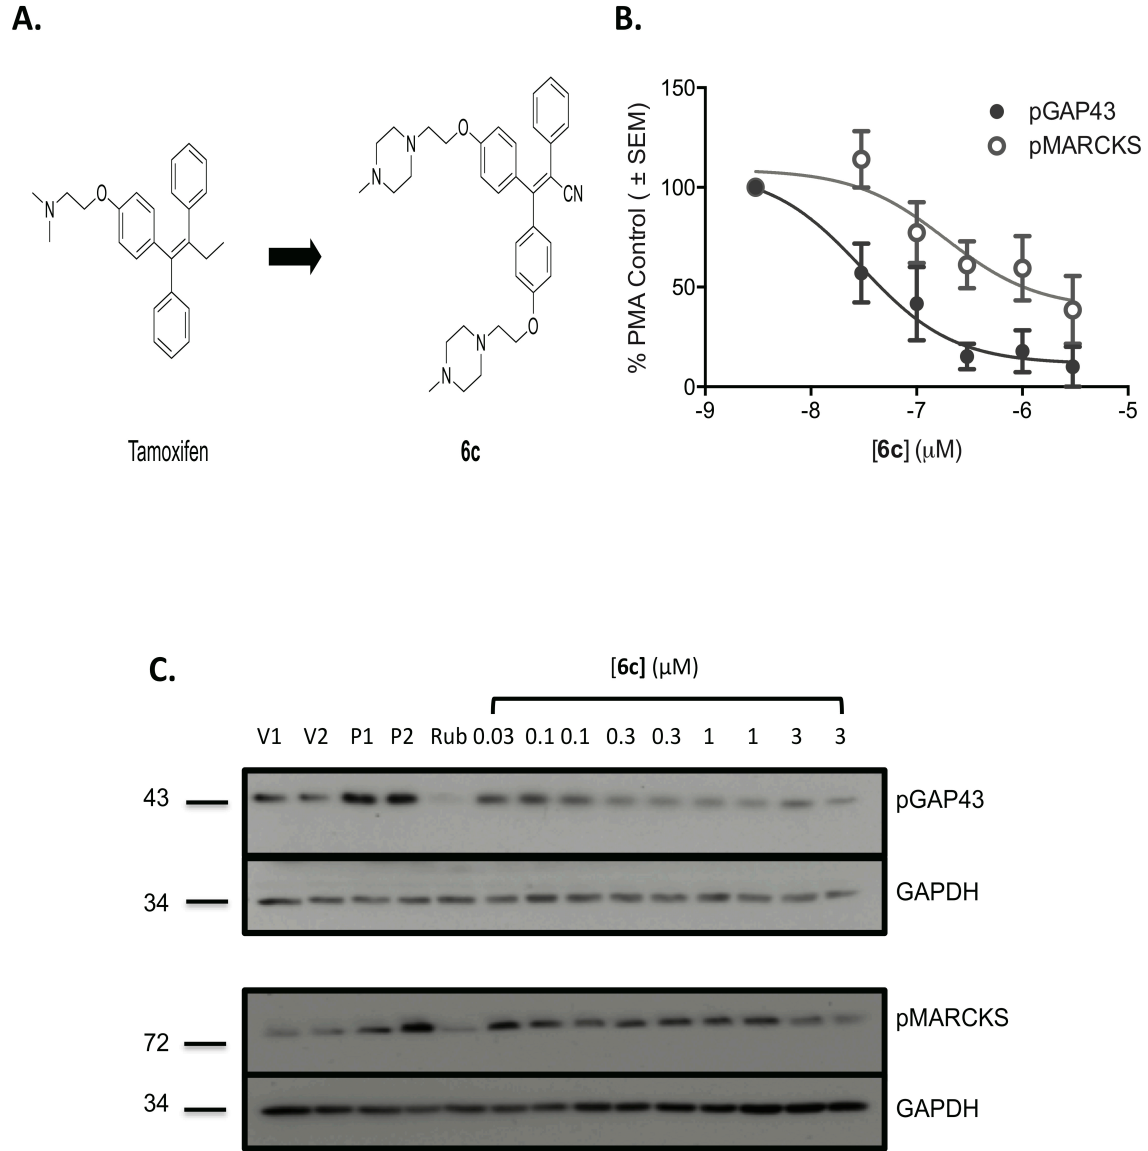 A.
N
O
Tamoxifen
N
N
O
CN
O
N
N
6c
B.
% PMA Control ( ± SEM)
150
100
50
0
-9 -8 -7 -6 -5
[6c] (µM)
pGAP43
pMARCKS
C.
[6c] (µM)
V1 V2 P1 P2 Rub 0.03 0.1 0.1 0.3 0.3 1 1 3 3
43 pGAP43
34 GAPDH
72 pMARCKS
34 GAPDH